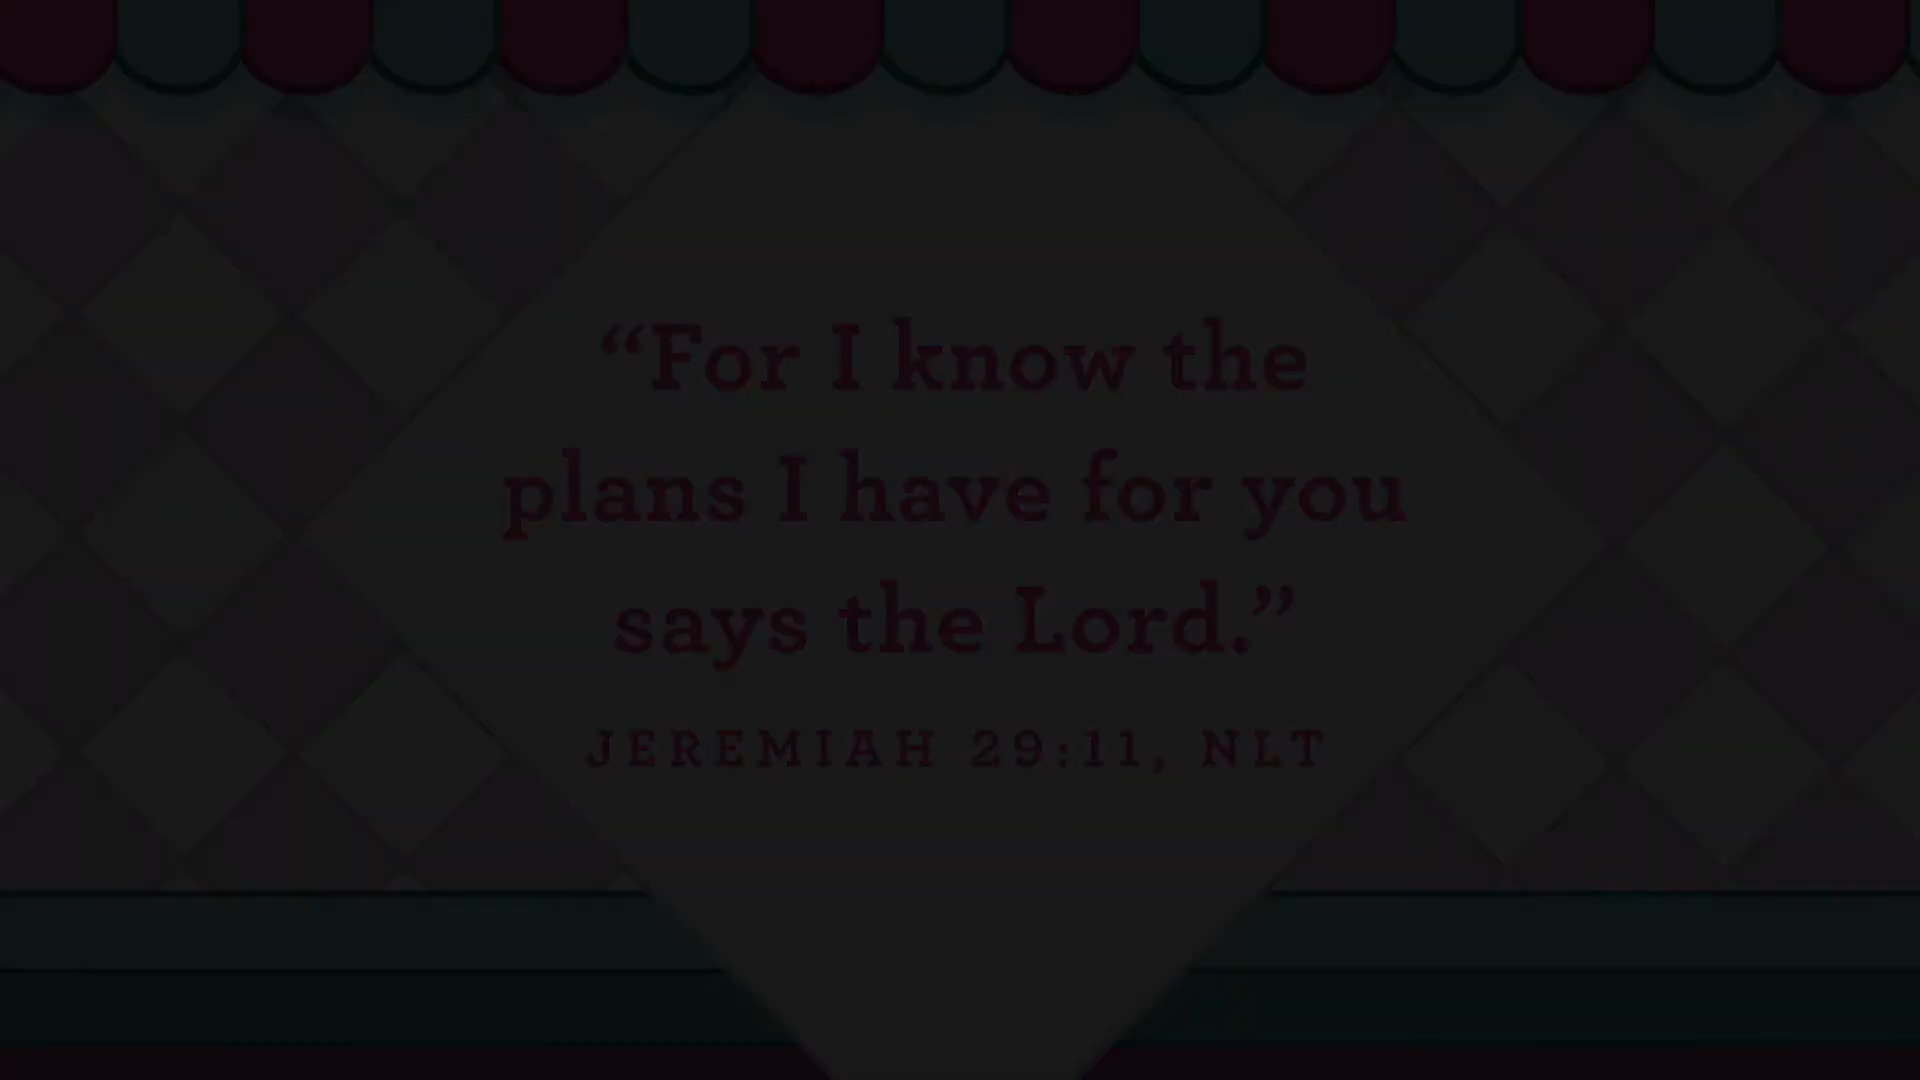 “For I know the
plans I have for you
says the Lord.”
JEREMIAH 29:11, NLT